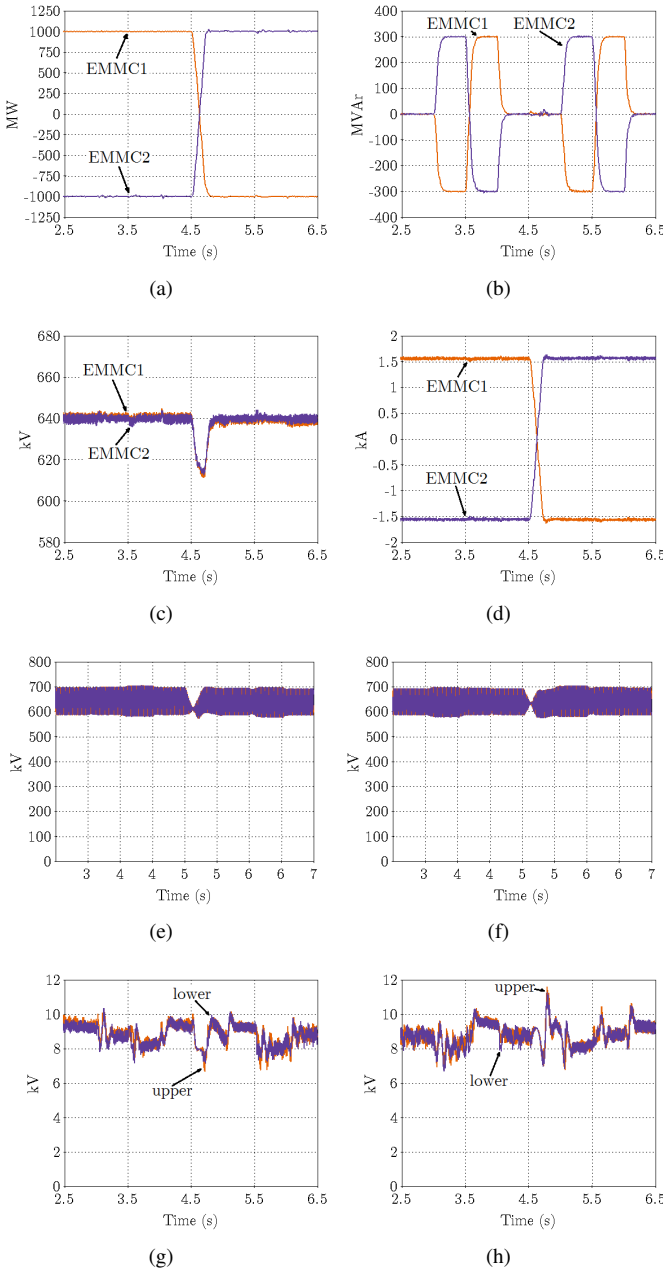 1250
1000
750
500
250
0
-250
-500
-750
-1000
-1250
MW
EMMC1
EMMC2
2.5 3.5 4.5 5.5 6.5
Time (s)
(a)
400
300
200
100
0
-100
-200
-300
-400
MVAr
EMMC1 EMMC2
2.5 3.5 4.5 5.5 6.5
Time (s)
(b)
680
660
640
620
600
580
kV
EMMC1
EMMC2
2.5 3.5 4.5 5.5 6.5
Time (s)
(c)
2
1.5
1
0.5
0
-0.5
-1
-1.5
-2
kA
EMMC1
EMMC2
2.5 3.5 4.5 5.5 6.5
Time (s)
(d)
800
700
600
500
400
300
200
100
0
kV
3 4 4 5 5 6 6 7
Time (s)
(e)
800
700
600
500
400
300
200
100
0
kV
3 4 4 5 5 6 6 7
Time (s)
(f)
12
10
8
6
4
2
0
kV
lower
upper
2.5 3.5 4.5 5.5 6.5
Time (s)
(g)
12
10
8
6
4
2
0
kV
upper
lower
2.5 3.5 4.5 5.5 6.5
Time (s)
(h)